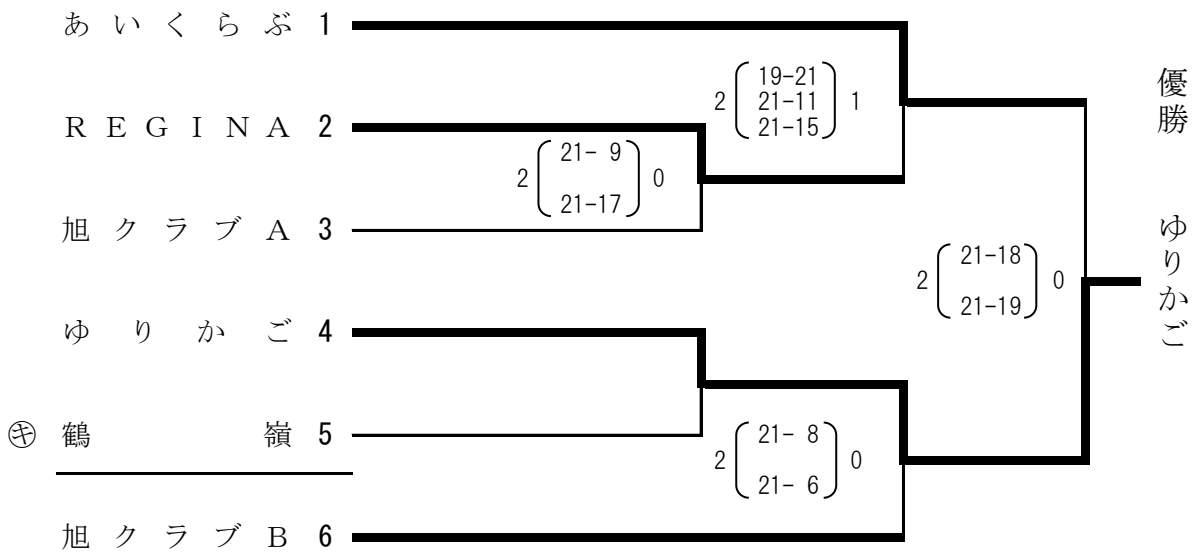 あいくらぶ 1
19-21
2 21-11 1
21-15
REGINA 2
21- 9
2 0
21-17
旭クラブA 3
21-18
2 0
21-19
ゆりかご 4
㋖ 鶴嶺 5
21- 8
2 0
21- 6
旭クラブB 6
優勝 ゆりかご